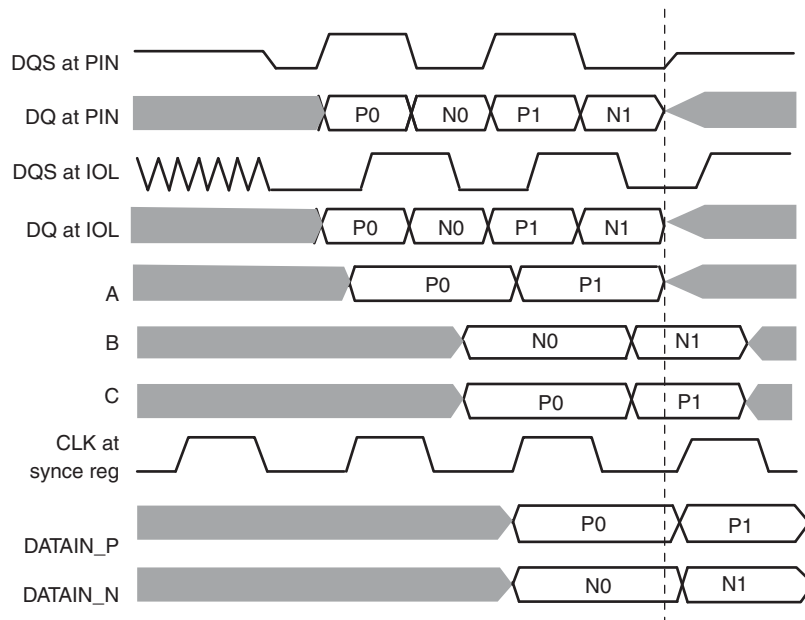 DQS at PIN
DQ at PIN P0 N0 P1 N1
DQS at IOL
DQ at IOL P0 N0 P1 N1
A P0 P1
B N0 N1
C P0 P1
CLK at
synce reg
DATAIN_P P0 P1
DATAIN_N N0 N1